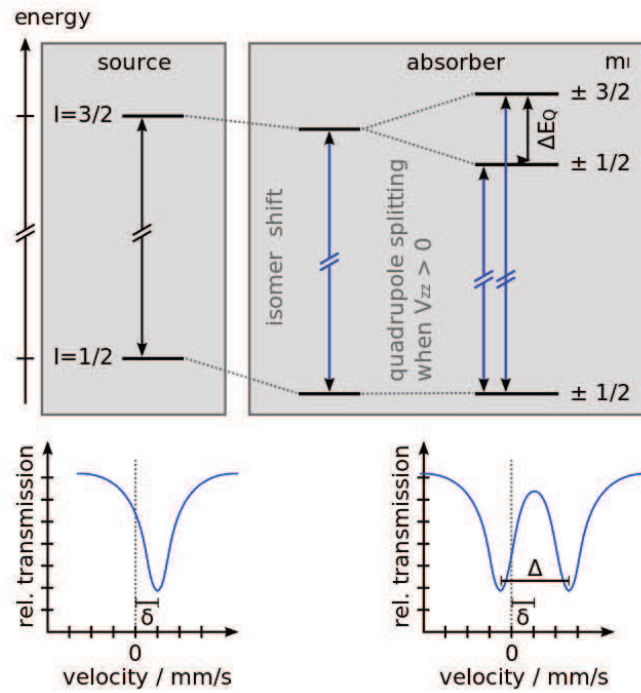 energy
source
absorber
mI
I=3/2
± 3/2
ΔEQ
± 1/2
isomer shift
quadrupole splitting
when Vzz > 0
I=1/2
± 1/2
rel. transmission
δ
0
velocity / mm/s
rel. transmission
Δ
δ
0
velocity / mm/s